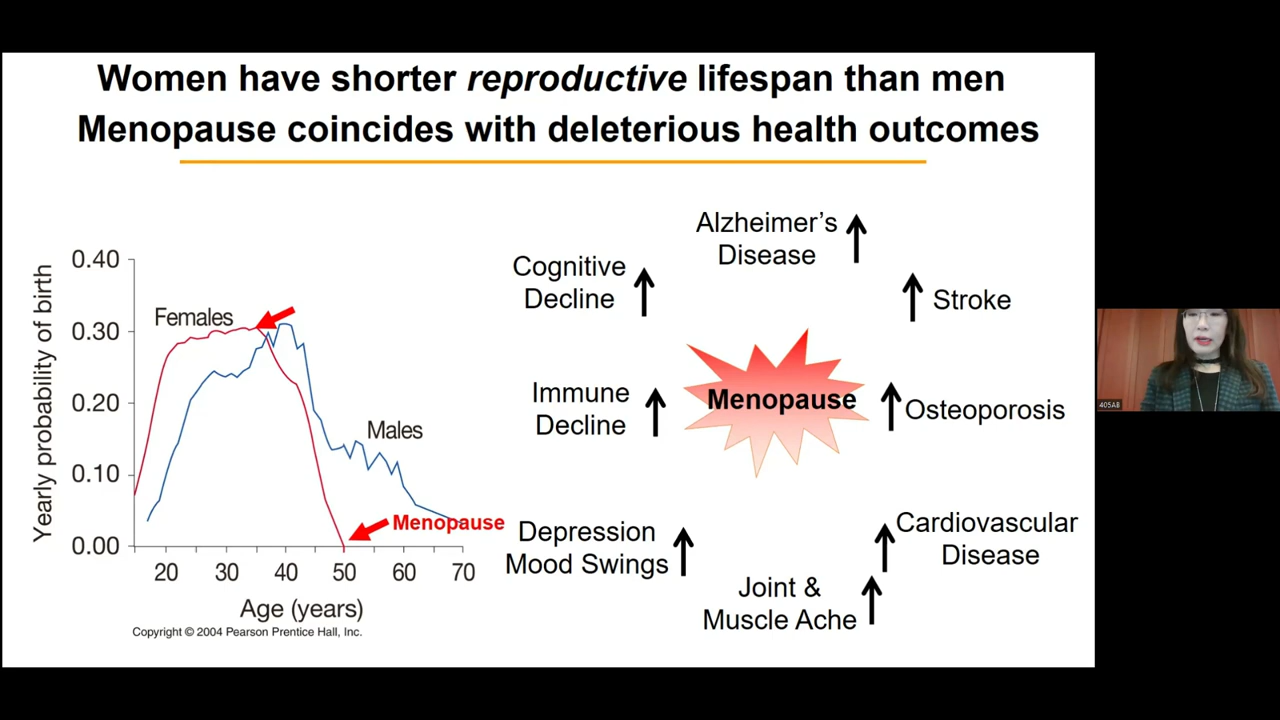 Women have shorter reproductive lifespan than men
Menopause coincides with deleterious health outcomes
Yearly probability of birth
0.40
0.30
0.20
0.10
0.00
Females
Males
Menopause
20 30 40 50 60 70
Age (years)
Copyright © 2004 Pearson Prentice Hall, Inc.
Alzheimer's
Disease
Cognitive
Decline
Stroke
Immune
Decline
Menopause
Osteoporosis
Depression
Mood Swings
Cardiovascular
Disease
Joint &
Muscle Ache
405AB